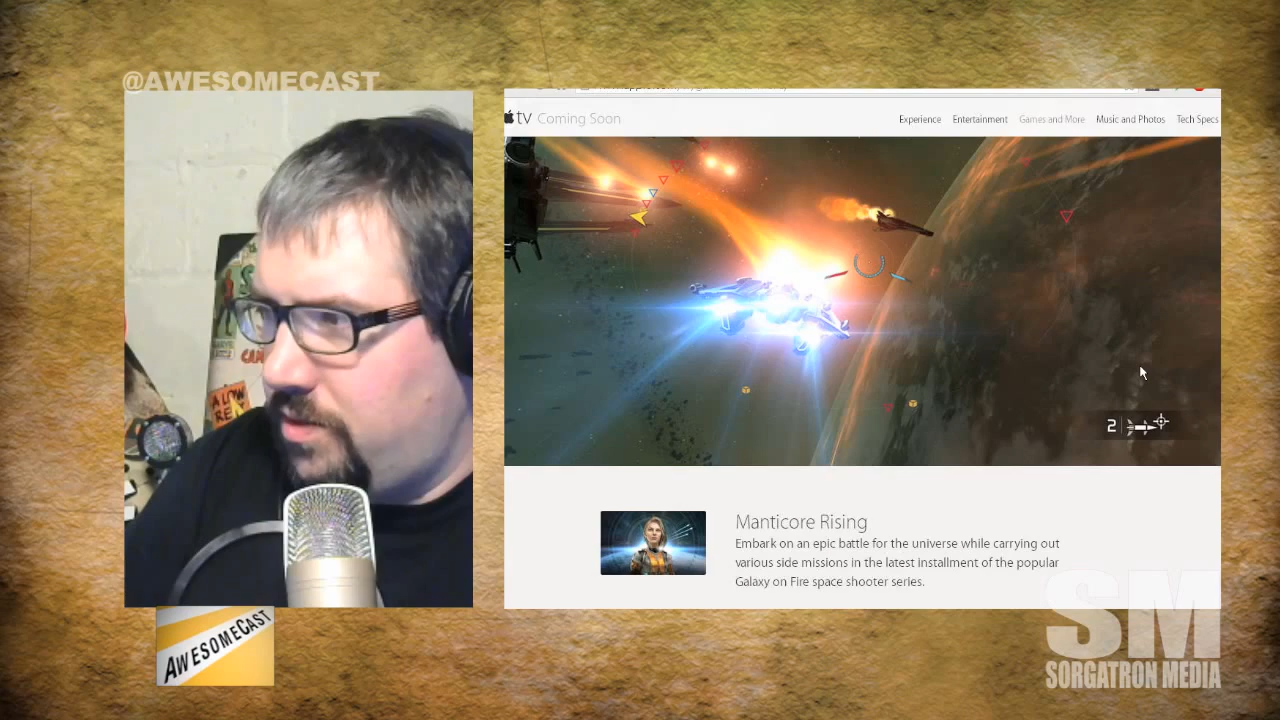 @AWESOMECAST
tv Coming Soon
Experience Entertainment Games and More Music and Photos Tech Specs
2
Manticore Rising
Embark on an epic battle for the universe while carrying out
various side missions in the latest installment of the popular
Galaxy on Fire space shooter series.
A LOW
AWESOMECAST
SM
SORGATRON MEDIA